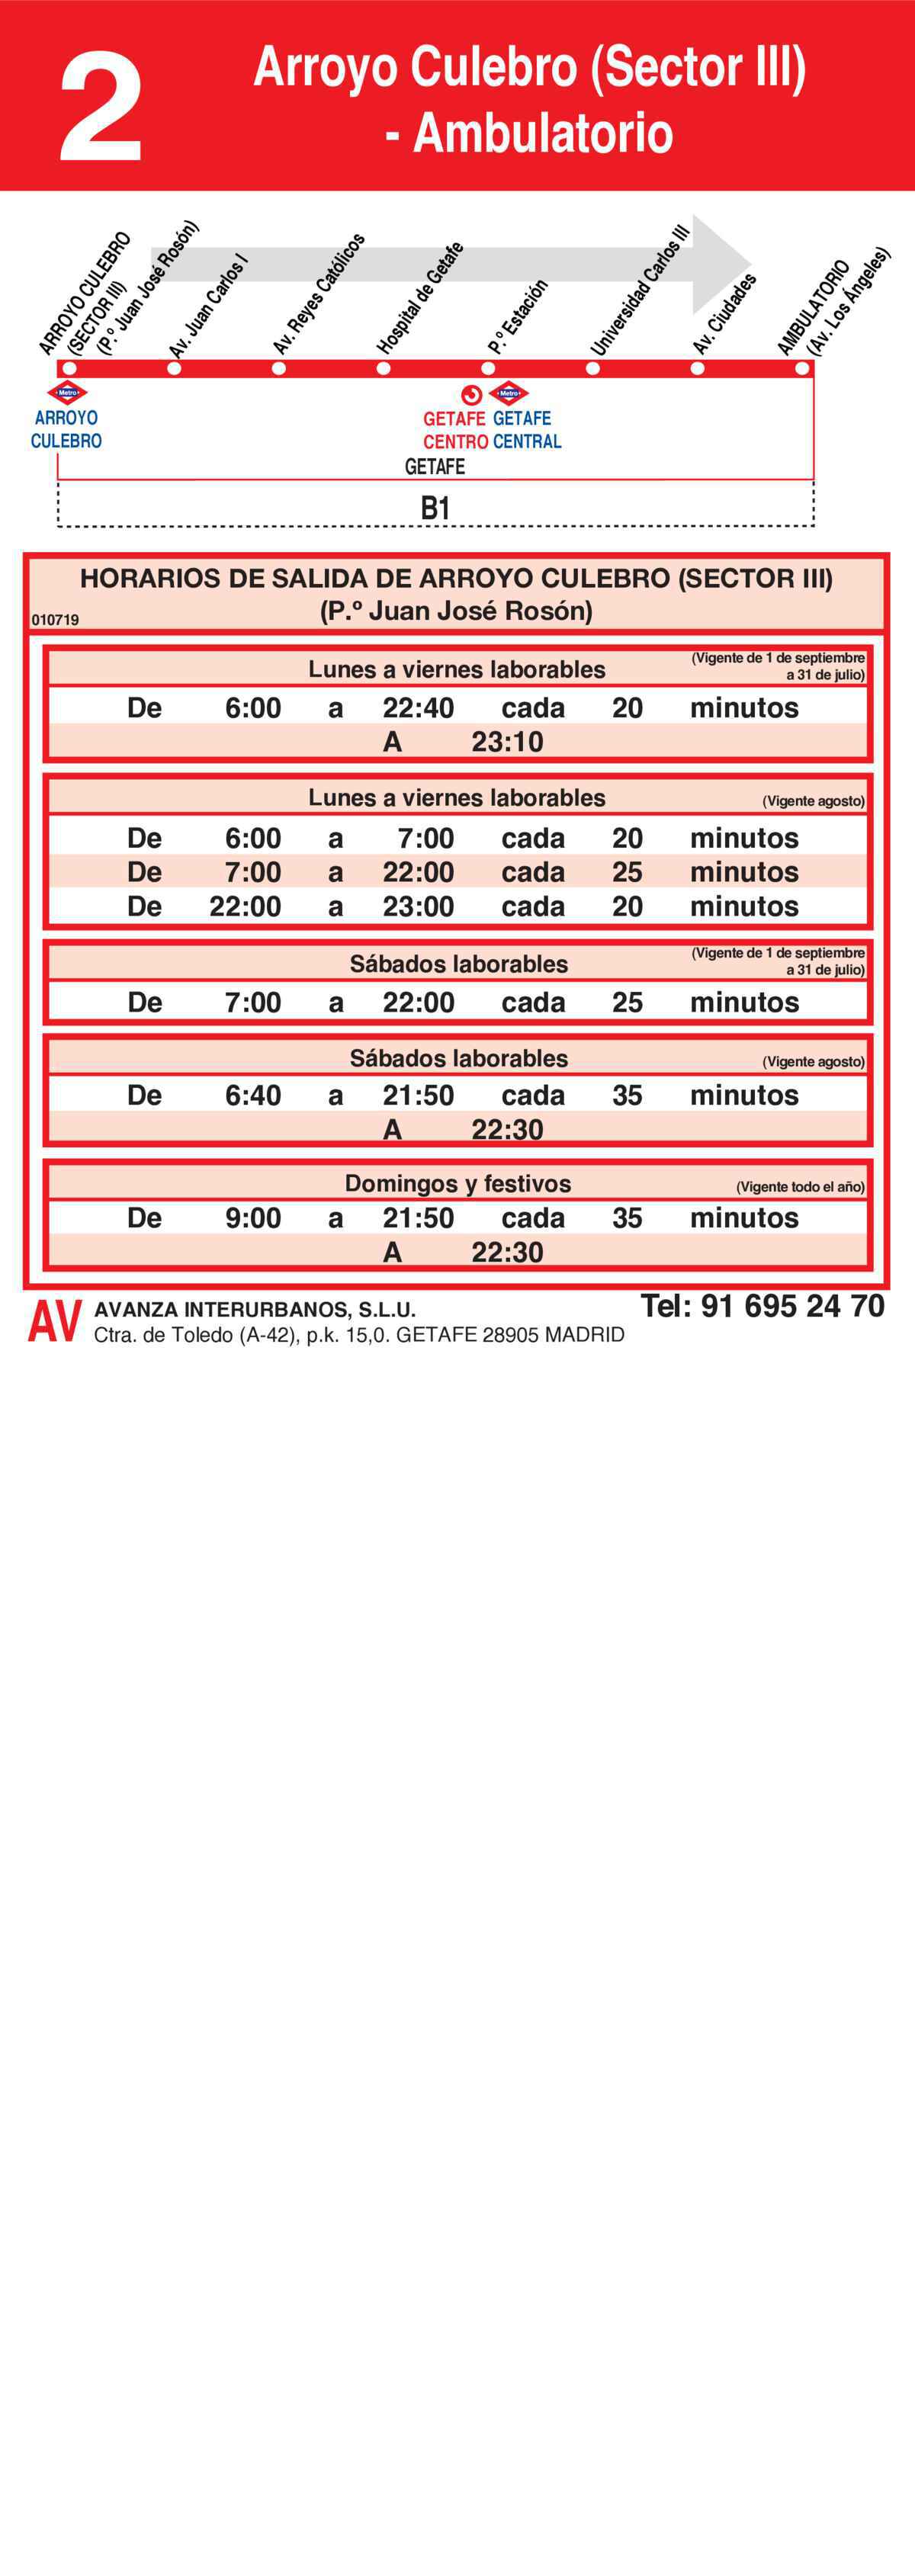 2
Arroyo Culebro (Sector III)
- Ambulatorio
ARROYO CULEBRO
(SECTOR III)
(P.º Juan José Rosón)
Av. Juan Carlos I
Av. Reyes Católicos
Hospital de Getafe
P.º Estación
Universidad Carlos III
Av. Ciudades
AMBULATORIO
(Av. Los Ángeles)
Metro
Metro
ARROYO
CULEBRO
GETAFE GETAFE
CENTRO CENTRAL
GETAFE
B1
HORARIOS DE SALIDA DE ARROYO CULEBRO (SECTOR III)
(P.º Juan José Rosón)
010719
Lunes a viernes laborables (Vigente de 1 de septiembre
a 31 de julio)
De 6:00 a 22:40 cada 20 minutos
A 23:10
Lunes a viernes laborables (Vigente agosto)
De 6:00 a 7:00 cada 20 minutos
De 7:00 a 22:00 cada 25 minutos
De 22:00 a 23:00 cada 20 minutos
Sábados laborables (Vigente de 1 de septiembre
a 31 de julio)
De 7:00 a 22:00 cada 25 minutos
Sábados laborables (Vigente agosto)
De 6:40 a 21:50 cada 35 minutos
A 22:30
Domingos y festivos (Vigente todo el año)
De 9:00 a 21:50 cada 35 minutos
A 22:30
AV AVANZA INTERURBANOS, S.L.U. Tel: 91 695 24 70
Ctra. de Toledo (A-42), p.k. 15,0. GETAFE 28905 MADRID